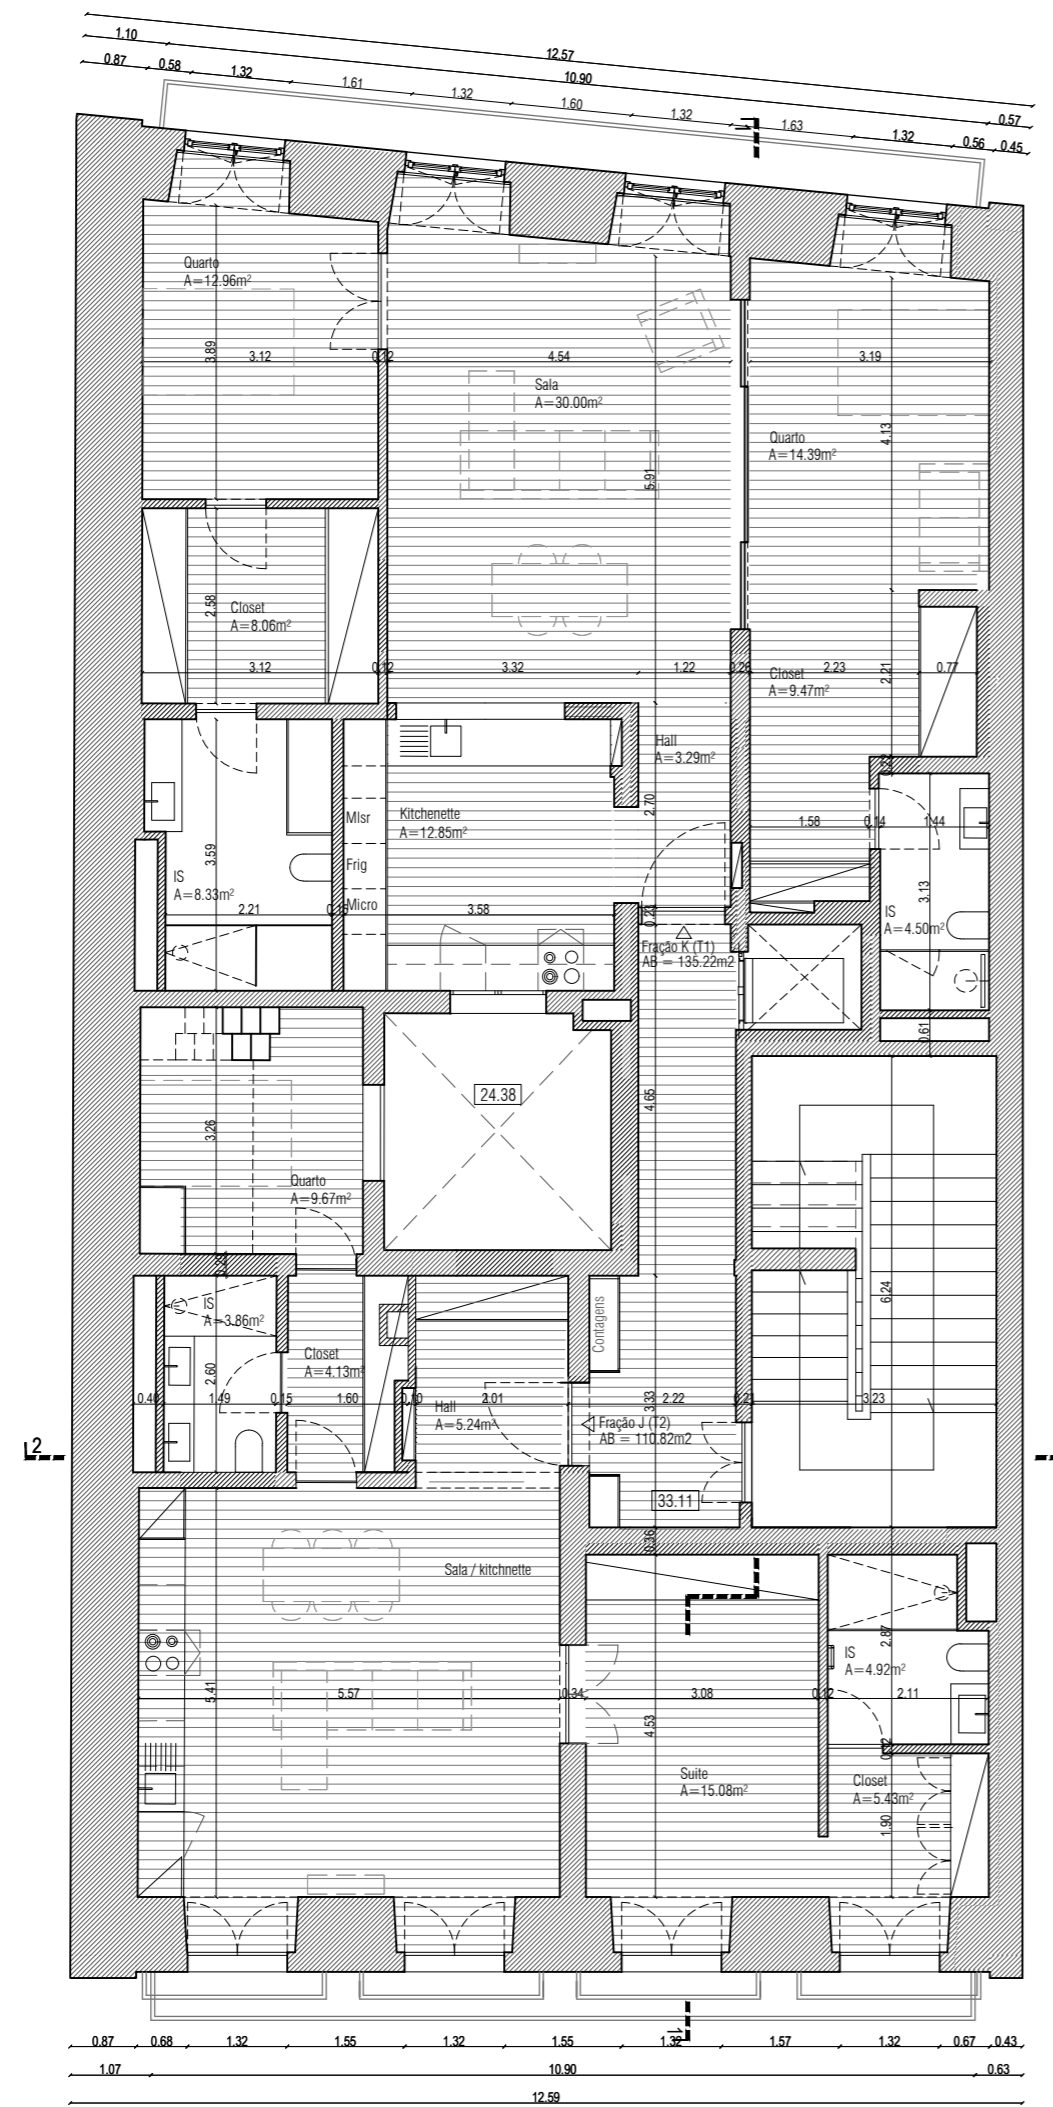 12.57
1.10
10.90
0.87
0.58
1.32
1.61
1.32
1.60
1.32
1.63
1.32
0.56
0.45
0.57
Quarto
A=12.96m²
3.89
3.12
0.12
4.54
3.19
Sala
A=30.00m²
5.91
4.13
Quarto
A=14.39m²
2.58
Closet
A=8.06m²
3.12
0.12
3.32
1.22
0.26
Closet
A=9.47m²
2.23
2.21
0.77
Hall
A=3.29m²
2.70
Mlsr
Kitchenette
A=12.85m²
1.58
0.14
1.44
3.59
Frig
IS
A=8.33m²
Micro
2.21
3.58
3.13
IS
A=4.50m²
Fração K (T1)
AB = 135.22m2
0.61
24.38
4.65
3.26
Quarto
A=9.67m²
IS
A=3.86m²
6.24
Contagens
Closet
A=4.13m²
2.60
0.40
1.49
0.15
1.60
0.10
2.01
3.33
2.22
0.21
3.23
Hall
A=5.24m²
Fração J (T2)
AB = 110.82m2
2
33.11
0.36
Sala / kitchnette
2.87
IS
A=4.92m²
5.41
5.57
0.34
3.08
0.12
2.11
4.53
Suite
A=15.08m²
Closet
A=5.43m²
1.90
1
0.87
0.68
1.32
1.55
1.32
1.55
1.32
1.57
1.32
0.67
0.43
1.07
10.90
0.63
12.59